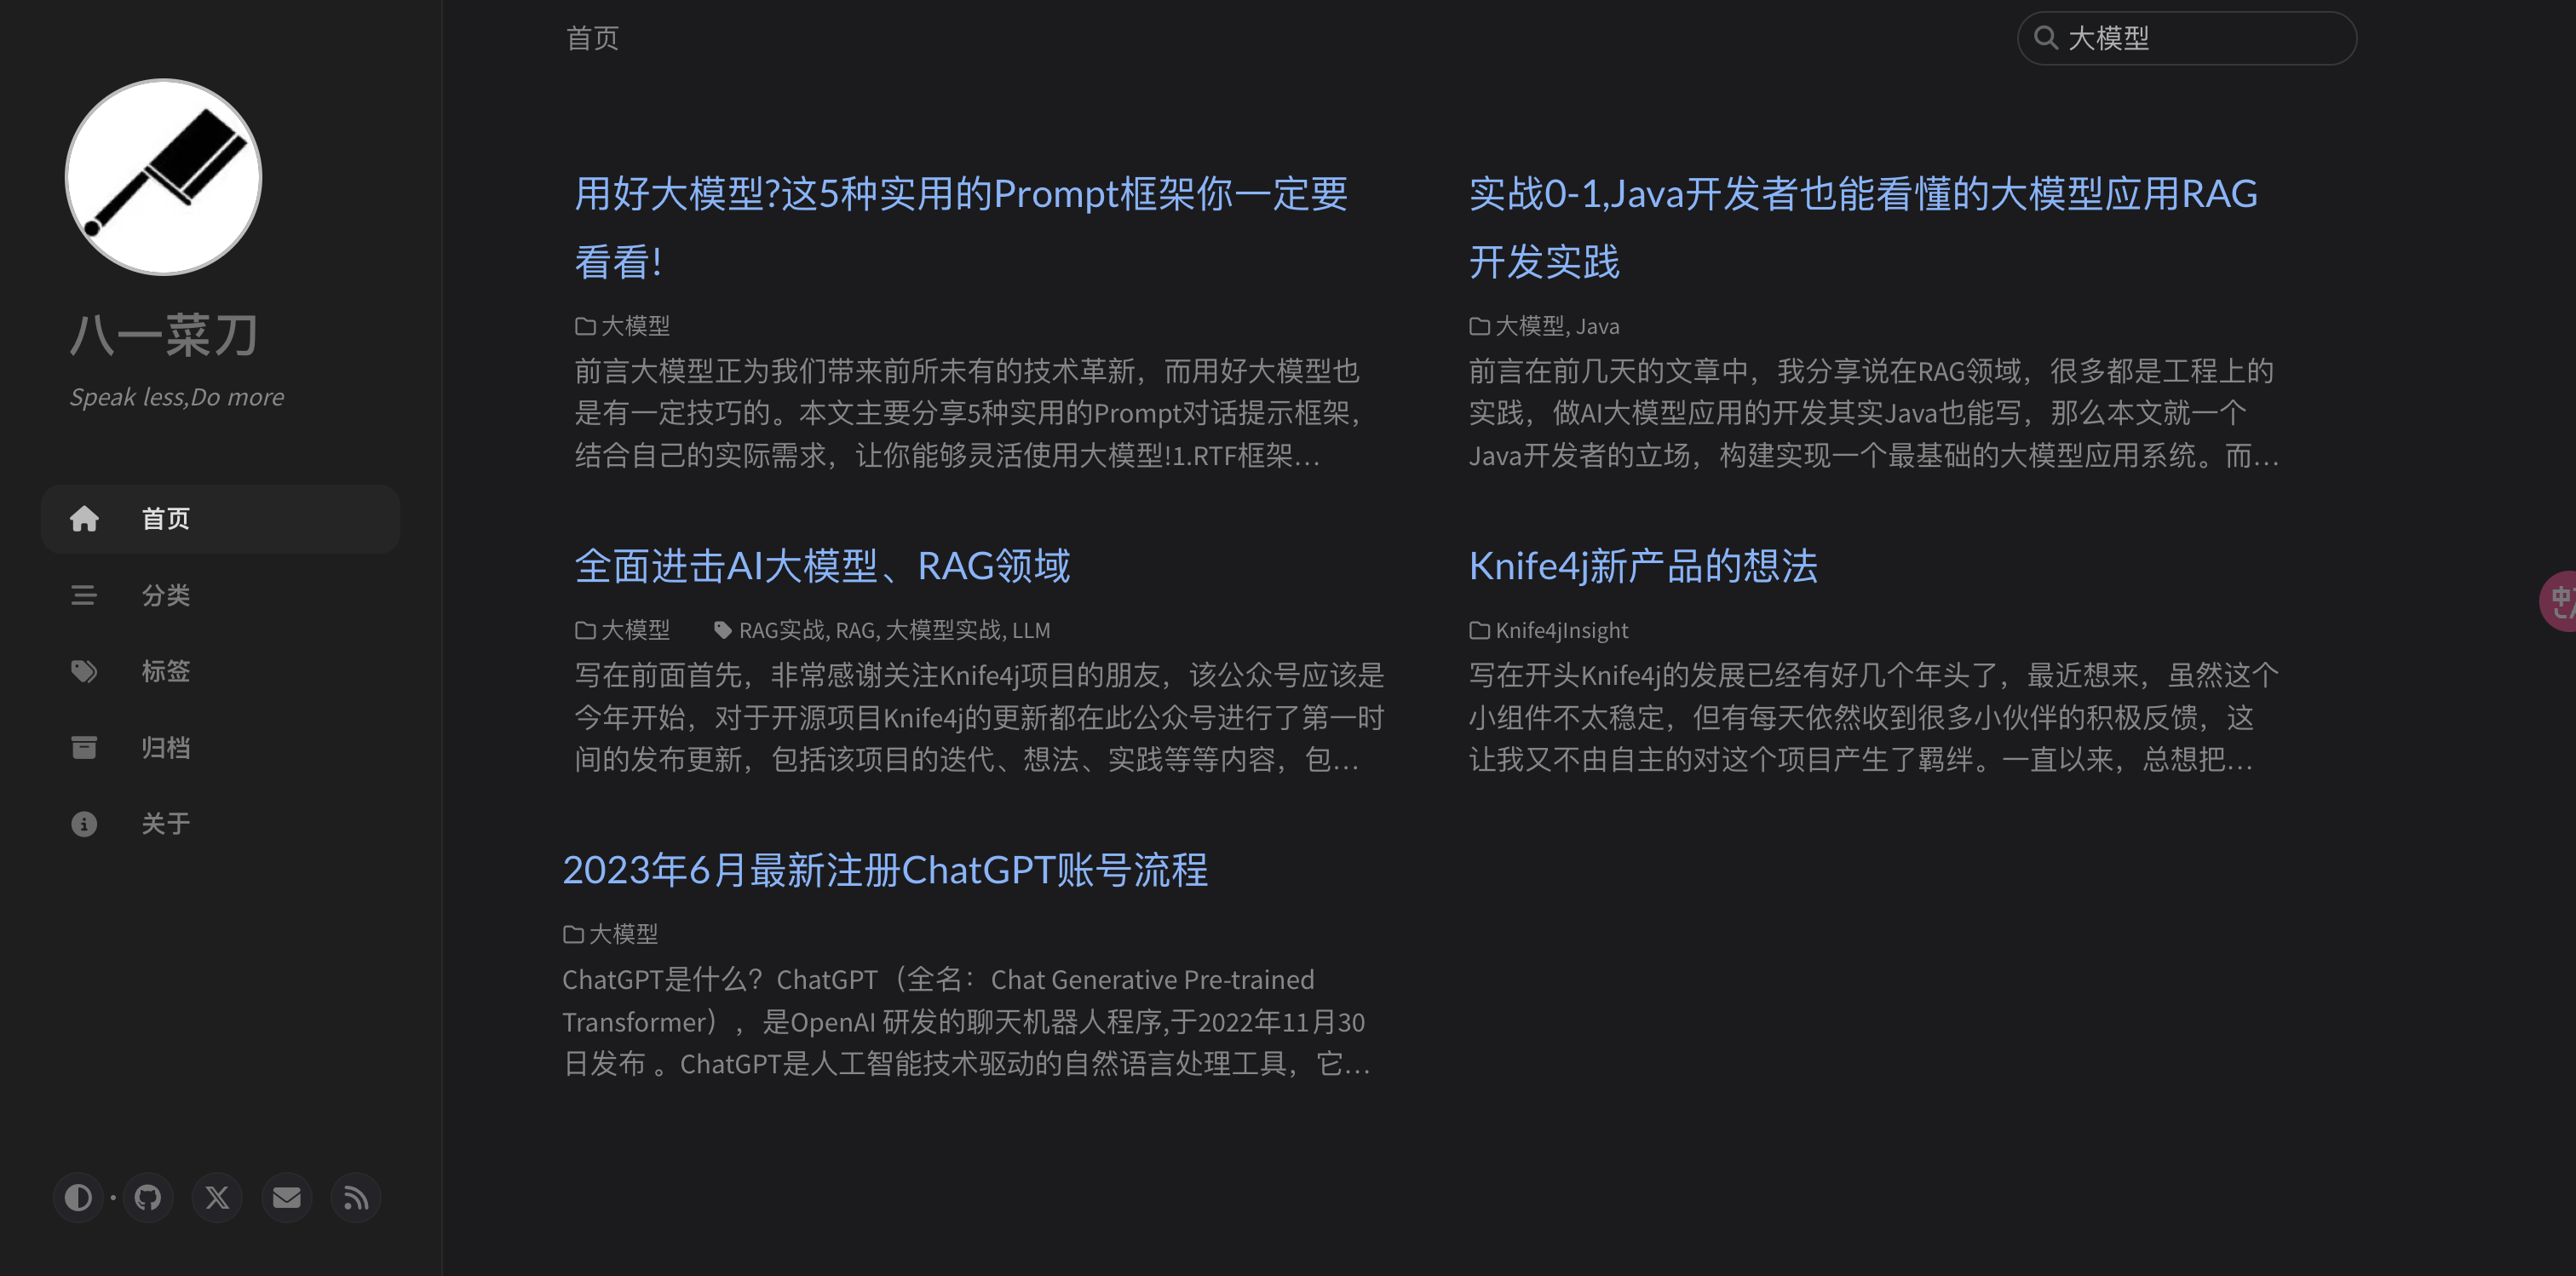 八一菜刀
Speak less,Do more
首页
分类
标签
归档
关于
首页
大模型
用好大模型?这5种实用的Prompt框架你一定要
看看!
大模型
前言大模型正为我们带来前所未有的技术革新，而用好大模型也
是有一定技巧的。本文主要分享5种实用的Prompt对话提示框架，
结合自己的实际需求，让你能够灵活使用大模型!1.RTF框架...
实战0-1,Java开发者也能看懂的大模型应用RAG
开发实践
大模型, Java
前言在前几天的文章中，我分享说在RAG领域，很多都是工程上的
实践，做AI大模型应用的开发其实Java也能写，那么本文就一个
Java开发者的立场，构建实现一个最基础的大模型应用系统。而...
全面进击AI大模型、RAG领域
大模型 RAG实战, RAG, 大模型实战, LLM
写在前面首先，非常感谢关注Knife4j项目的朋友，该公众号应该是
今年开始，对于开源项目Knife4j的更新都在此公众号进行了第一时
间的发布更新，包括该项目的迭代、想法、实践等等内容，包...
Knife4j新产品的想法
Knife4jInsight
写在开头Knife4j的发展已经有好几个年头了，最近想来，虽然这个
小组件不太稳定，但有每天依然收到很多小伙伴的积极反馈，这
让我又不由自主的对这个项目产生了羁绊。一直以来，总想把...
2023年6月最新注册ChatGPT账号流程
大模型
ChatGPT是什么？ChatGPT（全名：Chat Generative Pre-trained
Transformer），是OpenAI 研发的聊天机器人程序,于2022年11月30
日发布 。ChatGPT是人工智能技术驱动的自然语言处理工具，它...